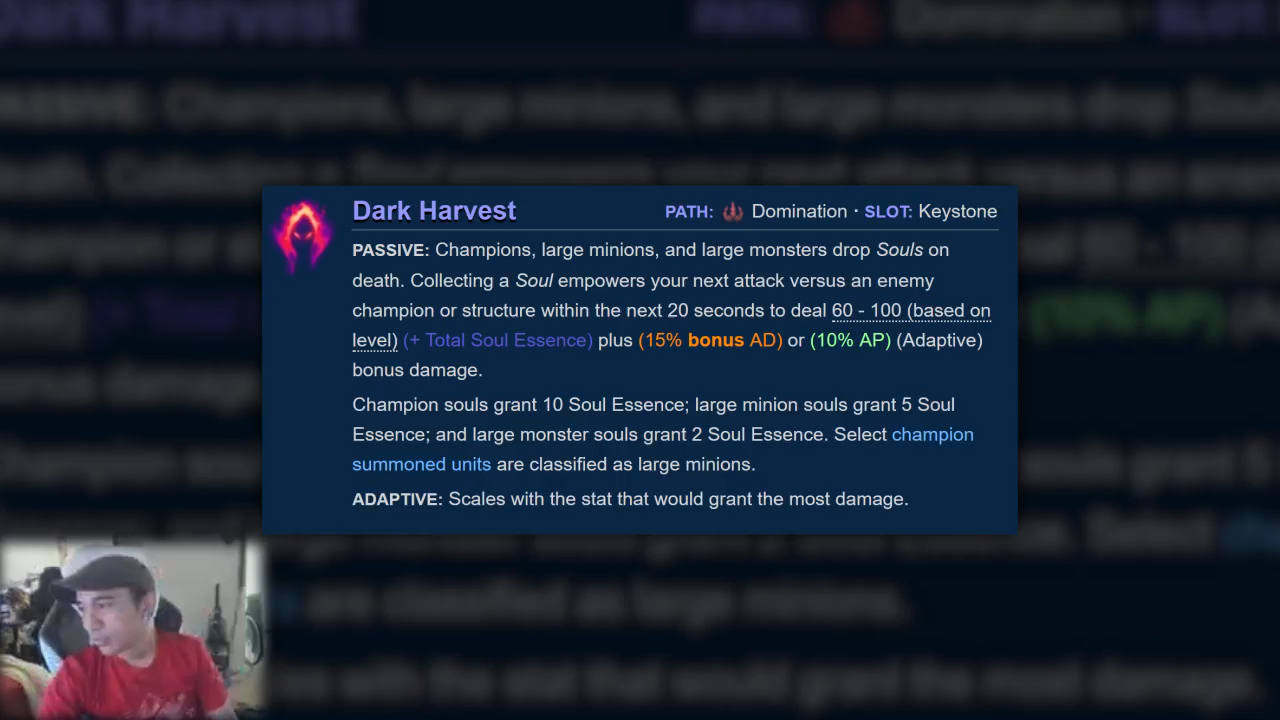 Dark Harvest PATH: Domination · SLOT: Keystone
PASSIVE: Champions, large minions, and large monsters drop Souls on
death. Collecting a Soul empowers your next attack versus an enemy
champion or structure within the next 20 seconds to deal 60 - 100 (based on
level) (+ Total Soul Essence) plus (15% bonus AD) or (10% AP) (Adaptive)
bonus damage.
Champion souls grant 10 Soul Essence; large minion souls grant 5 Soul
Essence; and large monster souls grant 2 Soul Essence. Select champion
summoned units are classified as large minions.
ADAPTIVE: Scales with the stat that would grant the most damage.